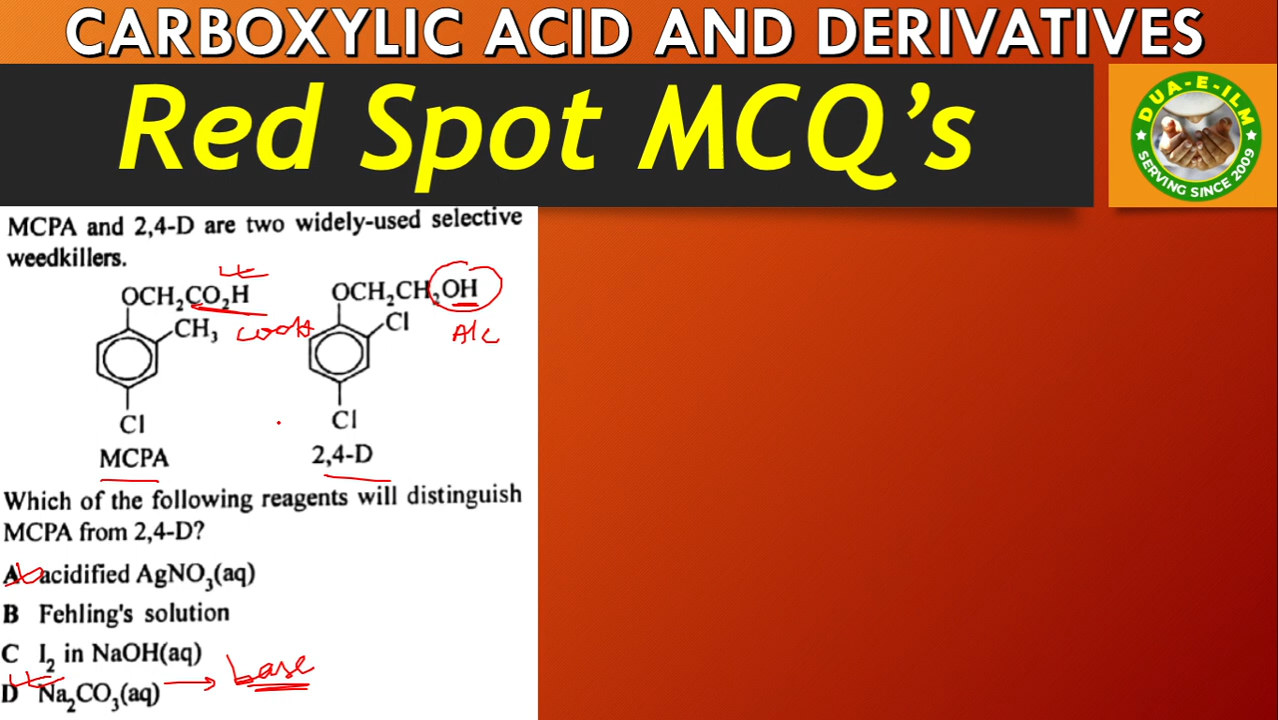 CARBOXYLIC ACID AND DERIVATIVES
Red Spot MCQ's
DUA-E-ILM
SERVING SINCE 2009
MCPA and 2,4-D are two widely-used selective
weedkillers.
OCH₂CO₂H OCH₂CH₂OH
CH₃ COOH Cl Alc
Cl Cl
MCPA 2,4-D
Which of the following reagents will distinguish
MCPA from 2,4-D?
A acidified AgNO₃(aq)
B Fehling's solution
C I₂ in NaOH(aq)
D Na₂CO₃(aq) → base